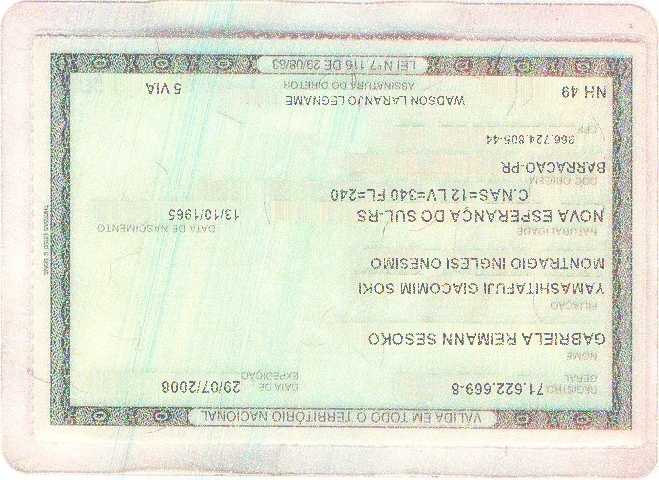 VALIDA EM TODO O TERRITÓRIO NACIONAL
REGISTRO GERAL 71.622.669-8 DATA DE EXPEDIÇÃO 29/07/2008
NOME
GABRIELA REIMANN SESOKO
FILIAÇÃO
YAMASHITAFUJI GIACOMIM SOKI
MONTRAGIO INGLESI ONESIMO
NATURALIDADE DATA DE NASCIMENTO
NOVA ESPERANÇA DO SUL-RS 13/10/1965
C.NAS=12 LV=340 FL=240
DOC ORIGEM
BARRACAO-PR
CPF
966.724.805-44
WADSON LARANJO LEGNAME
NH 49 ASSINATURA DO DIRETOR 5 VIA
LEI Nº 7.116 DE 29/08/83